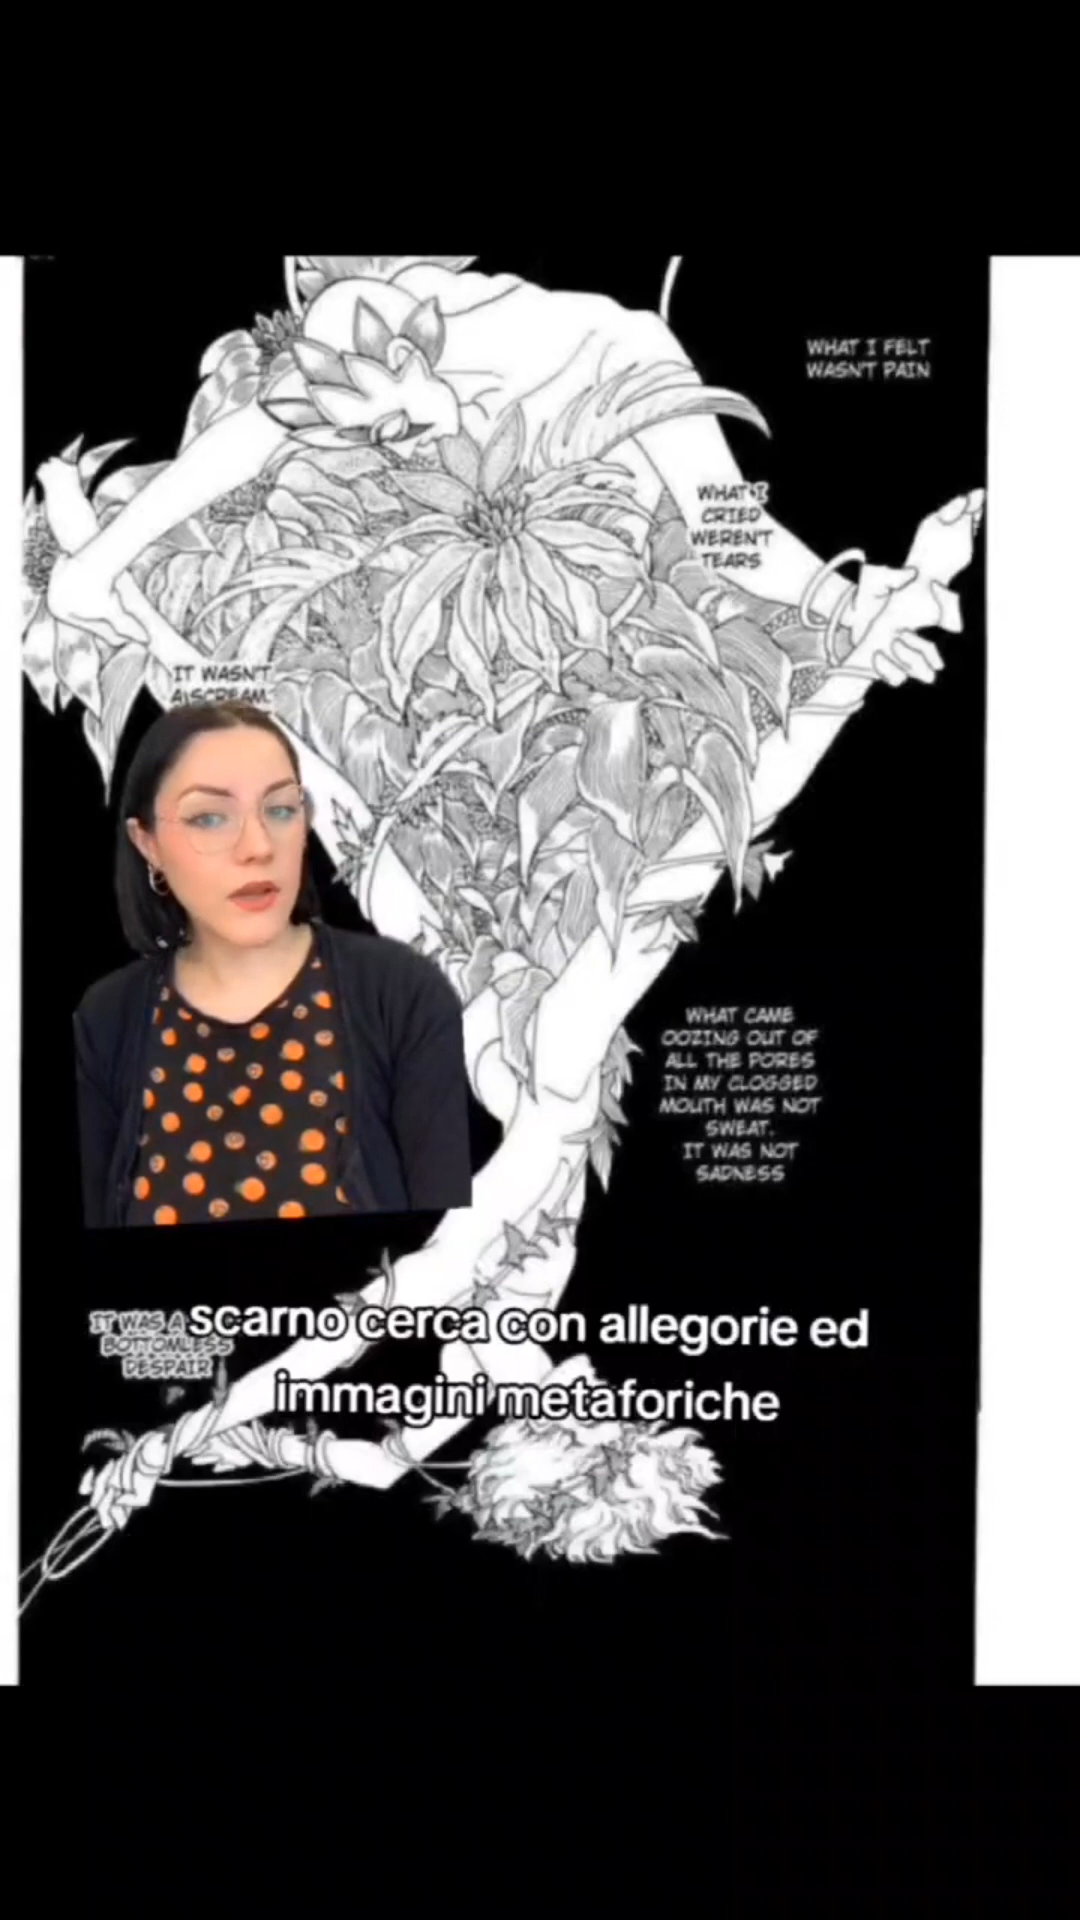 WHAT I FELT
WASN'T PAIN
WHAT I
CRIED
WEREN'T
TEARS
IT WASN'T
A SCREAM.
WHAT CAME
OOZING OUT OF
ALL THE PORES
IN MY CLOGGED
MOUTH WAS NOT
SWEAT.
IT WAS NOT
SADNESS
IT WAS A
BOTTOMLESS
DESPAIR
scarno cerca con allegorie ed
immagini metaforiche